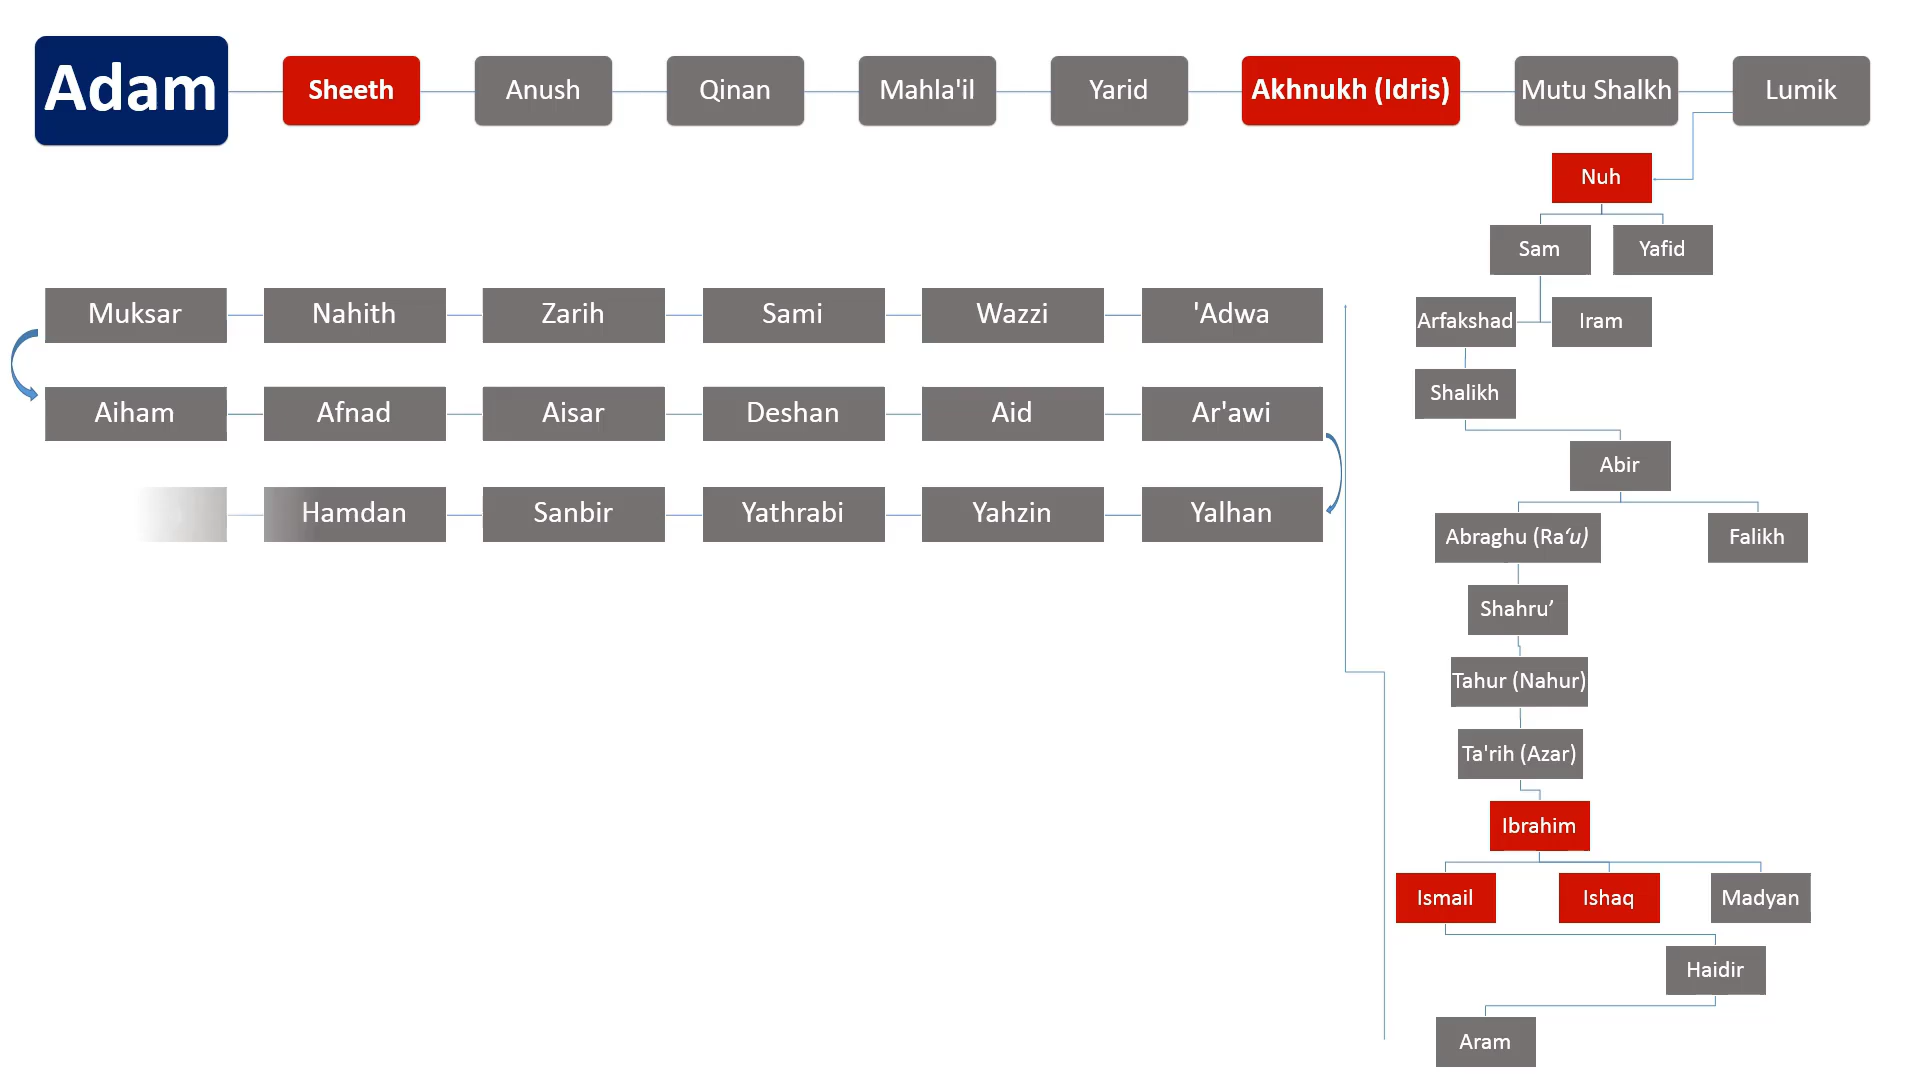 Adam
Sheeth
Anush
Qinan
Mahla'il
Yarid
Akhnukh (Idris)
Mutu Shalkh
Lumik
Nuh
Sam
Yafid
Arfakshad
Iram
Shalikh
Abir
Abraghu (Ra‘u)
Falikh
Shahru’
Tahur (Nahur)
Ta'rih (Azar)
Ibrahim
Ismail
Ishaq
Madyan
Haidir
Aram
'Adwa
Wazzi
Sami
Zarih
Nahith
Muksar
Aiham
Afnad
Aisar
Deshan
Aid
Ar'awi
Yalhan
Yahzin
Yathrabi
Sanbir
Hamdan